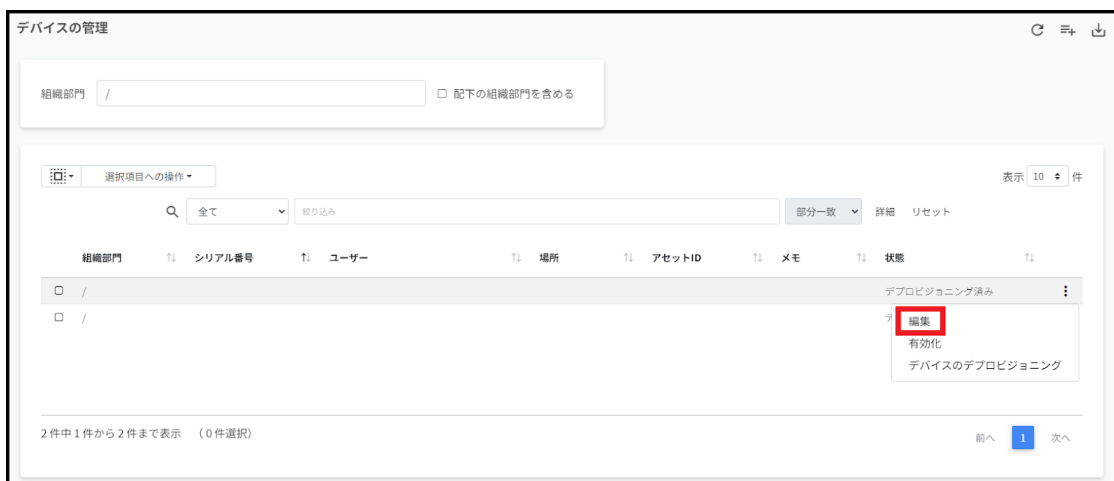 デバイスの管理
組織部門 / 配下の組織部門を含める
選択項目への操作 表示 10 件
全て 絞り込み 部分一致 詳細 リセット
組織部門 シリアル番号 ユーザー 場所 アセットID メモ 状態
/ デプロビジョニング済み
/ デ
編集
有効化
デバイスのデプロビジョニング
2 件中 1 件から 2 件まで表示 （ 0 件選択）
前へ 1 次へ